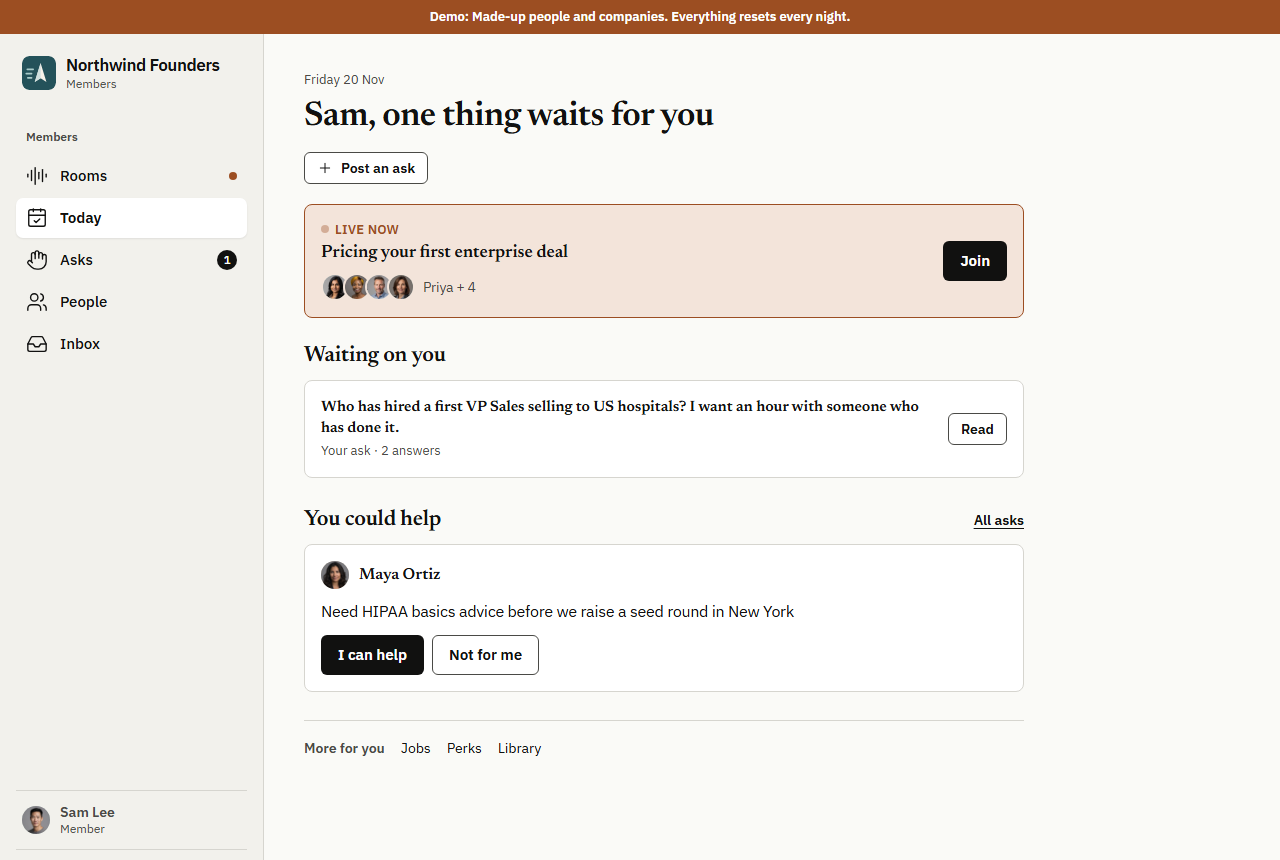 Demo: Made-up people and companies. Everything resets every night.
Northwind Founders
Members
Members
Rooms
Today
Asks
1
People
Inbox
Sam Lee
Member
Friday 20 Nov
Sam, one thing waits for you
Post an ask
LIVE NOW
Pricing your first enterprise deal
Priya + 4
Join
Waiting on you
Who has hired a first VP Sales selling to US hospitals? I want an hour with someone who
has done it.
Your ask · 2 answers
Read
You could help
All asks
Maya Ortiz
Need HIPAA basics advice before we raise a seed round in New York
I can help
Not for me
More for you
Jobs
Perks
Library